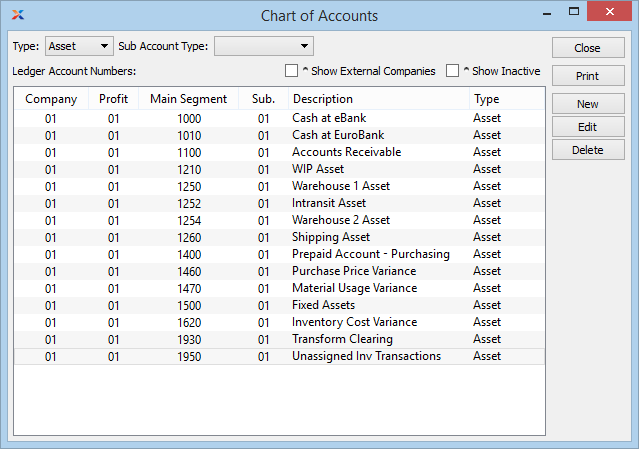 Chart of Accounts
Type: Asset Sub Account Type: Close
Ledger Account Numbers: ^ Show External Companies ^ Show Inactive Print
Company Profit Main Segment Sub. Description Type New
01 01 1000 01 Cash at eBank Asset
01 01 1010 01 Cash at EuroBank Asset Edit
01 01 1100 01 Accounts Receivable Asset Delete
01 01 1210 01 WIP Asset Asset
01 01 1250 01 Warehouse 1 Asset Asset
01 01 1252 01 Intransit Asset Asset
01 01 1254 01 Warehouse 2 Asset Asset
01 01 1260 01 Shipping Asset Asset
01 01 1400 01 Prepaid Account - Purchasing Asset
01 01 1460 01 Purchase Price Variance Asset
01 01 1470 01 Material Usage Variance Asset
01 01 1500 01 Fixed Assets Asset
01 01 1620 01 Inventory Cost Variance Asset
01 01 1930 01 Transform Clearing Asset
01 01 1950 01 Unassigned Inv Transactions Asset